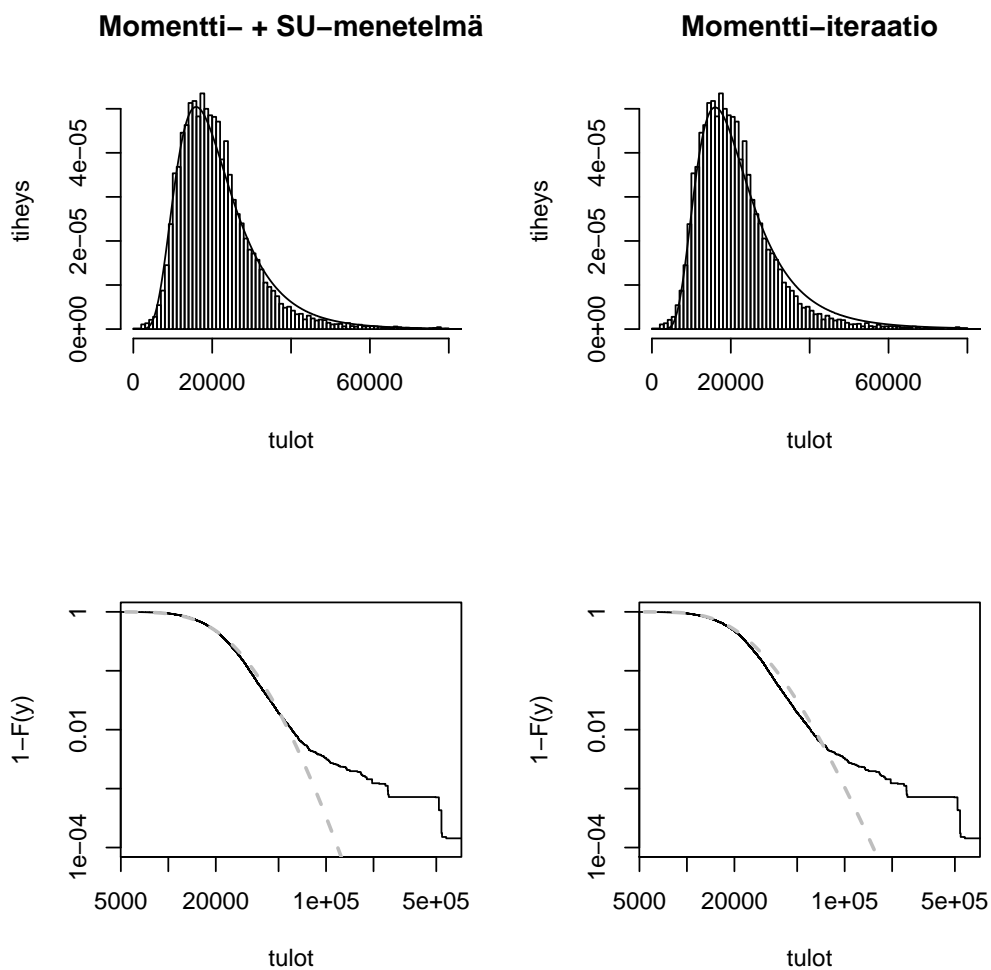 Momentti− + SU−menetelmä
tiheys
0e+00 2e−05 4e−05
0 20000 60000
tulot
Momentti−iteraatio
tiheys
0e+00 2e−05 4e−05
0 20000 60000
tulot
1−F(y)
1e−04 0.01 1
5000 20000 1e+05 5e+05
tulot
1−F(y)
1e−04 0.01 1
5000 20000 1e+05 5e+05
tulot